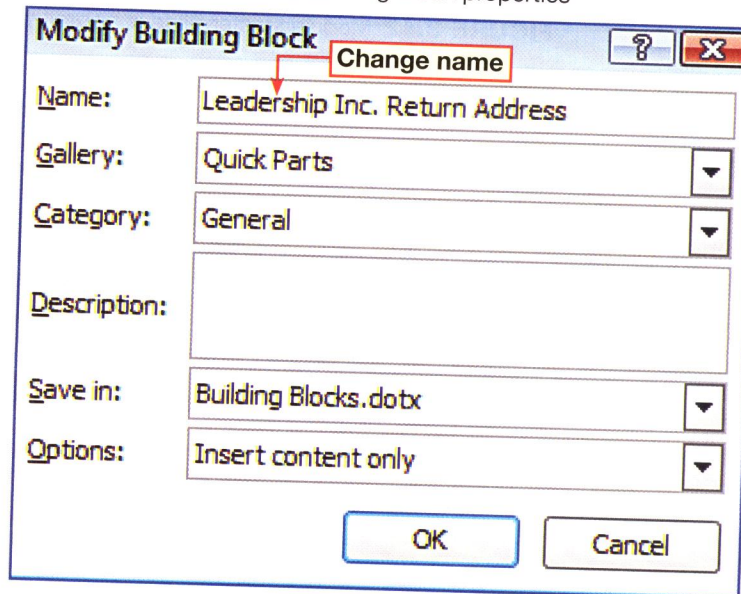 properties
Modify Building Block
Change name
Name: Leadership Inc. Return Address
Gallery: Quick Parts
Category: General
Description:
Save in: Building Blocks.dotx
Options: Insert content only
OK Cancel